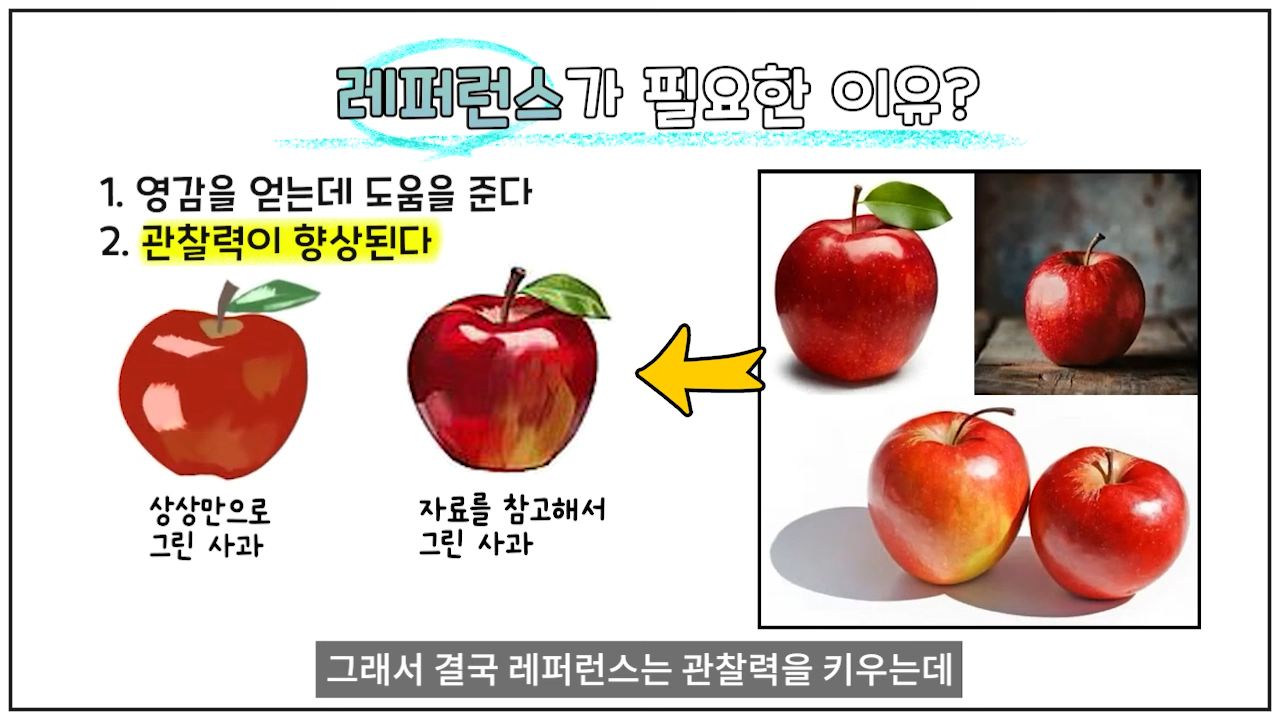 레퍼런스가 필요한 이유?
1. 영감을 얻는데 도움을 준다
2. 관찰력이 향상된다
상상만으로
그린 사과
자료를 참고해서
그린 사과
그래서 결국 레퍼런스는 관찰력을 키우는데